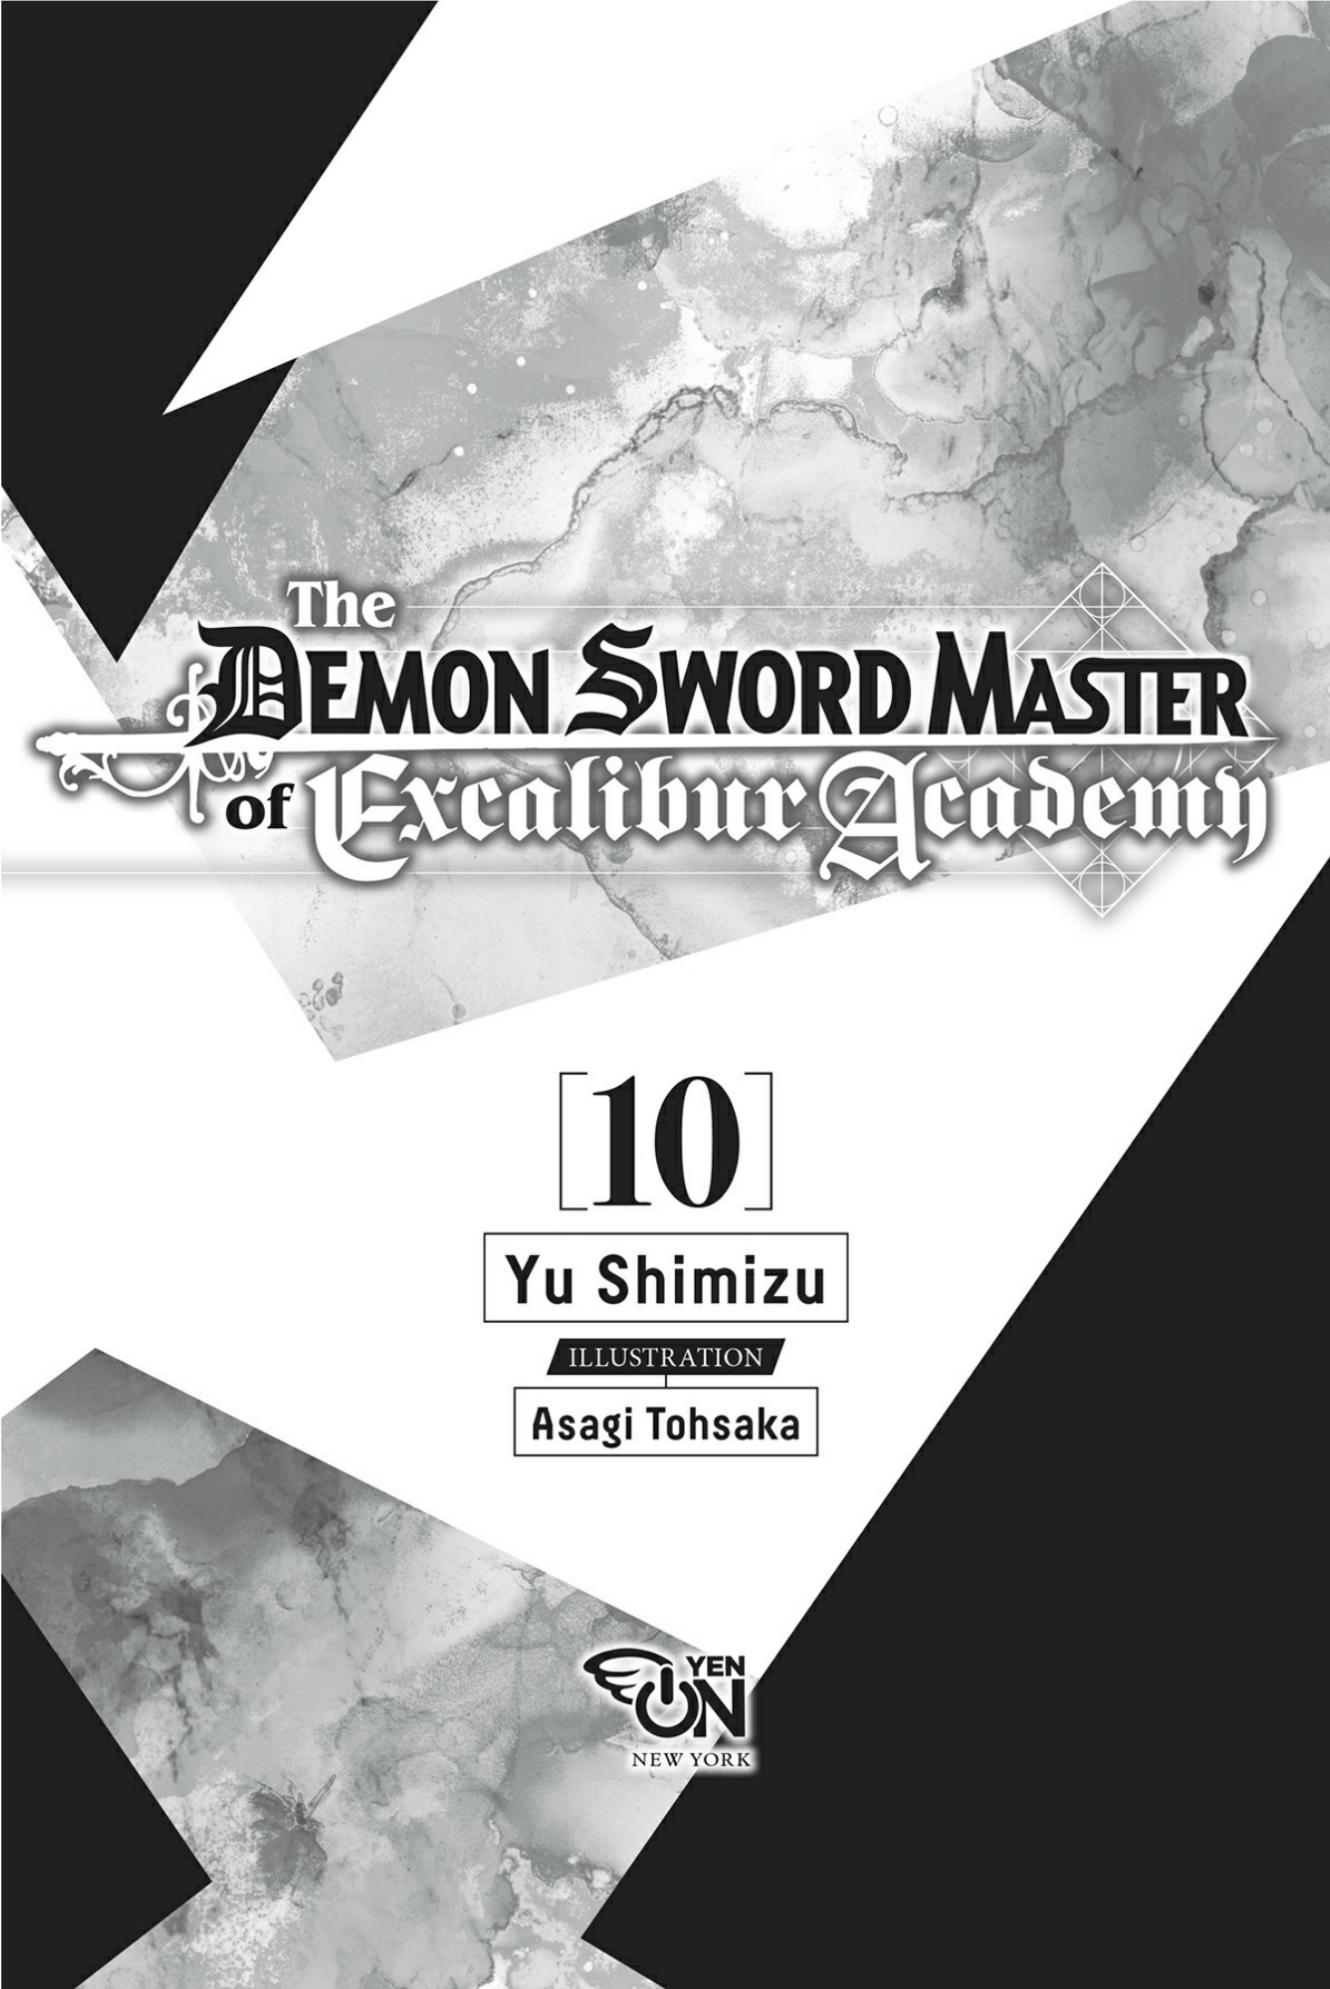 The
DEMON SWORD MASTER
of Excalibur Academy
[10]
Yu Shimizu
ILLUSTRATION
Asagi Tohsaka
YEN
ON
NEW YORK